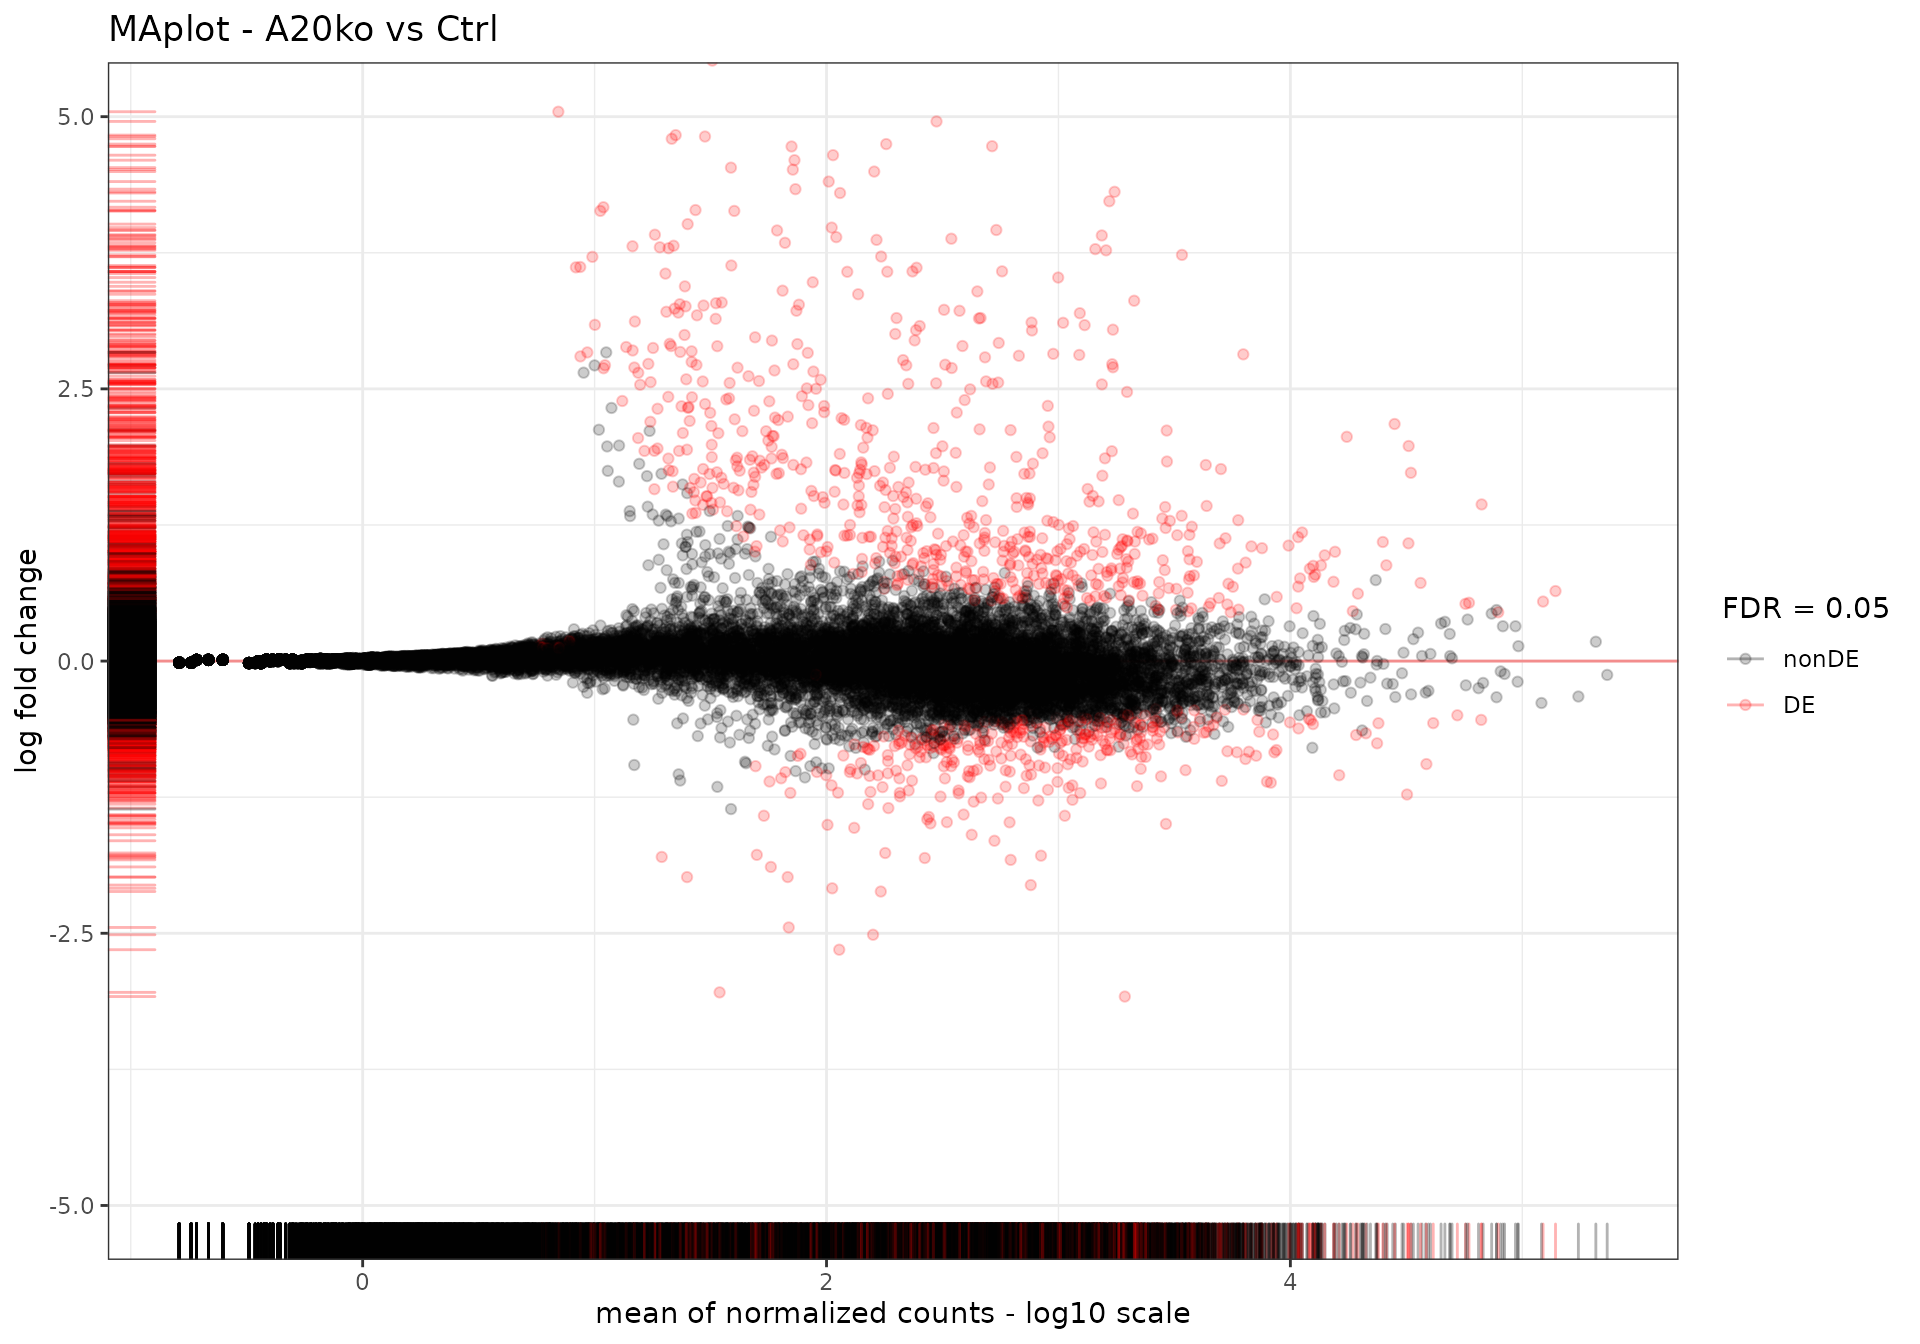 MAplot - A20ko vs Ctrl
5.0
2.5
0.0
-2.5
-5.0
log fold change
0
2
4
mean of normalized counts - log10 scale
FDR = 0.05
nonDE
DE